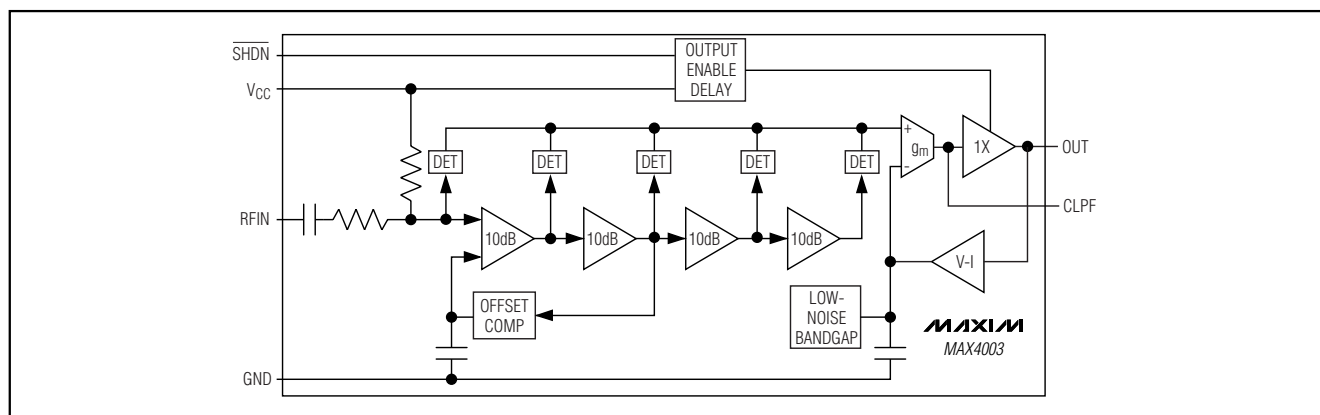 SHDN
OUTPUT
ENABLE
DELAY
VCC
+
gm
-
1X
OUT
DET
DET
DET
DET
DET
CLPF
RFIN
10dB
10dB
10dB
10dB
V-I
OFFSET
COMP
LOW-
NOISE
BANDGAP
MAXIM
MAX4003
GND